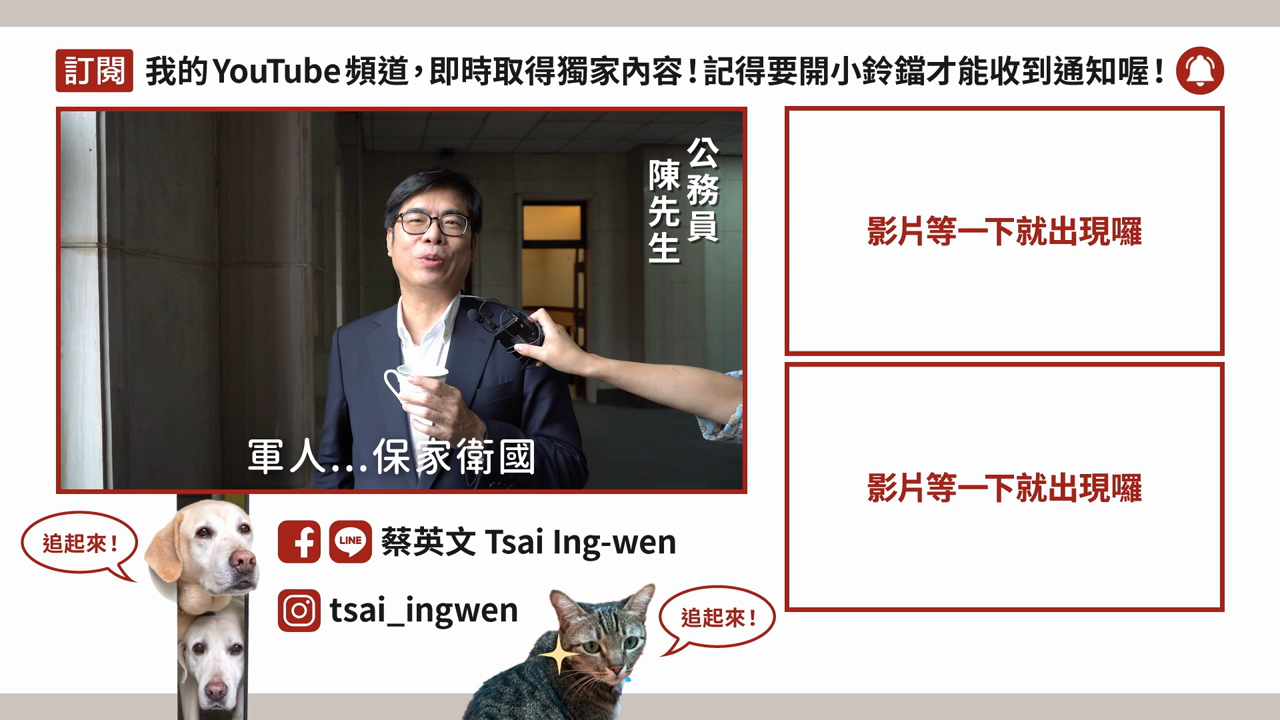 訂閱 我的YouTube頻道，即時取得獨家內容！記得要開小鈴鐺才能收到通知喔！
公務員
陳先生
軍人...保家衛國
影片等一下就出現囉
影片等一下就出現囉
追起來！
LINE
蔡英文 Tsai Ing-wen
tsai_ingwen
追起來！